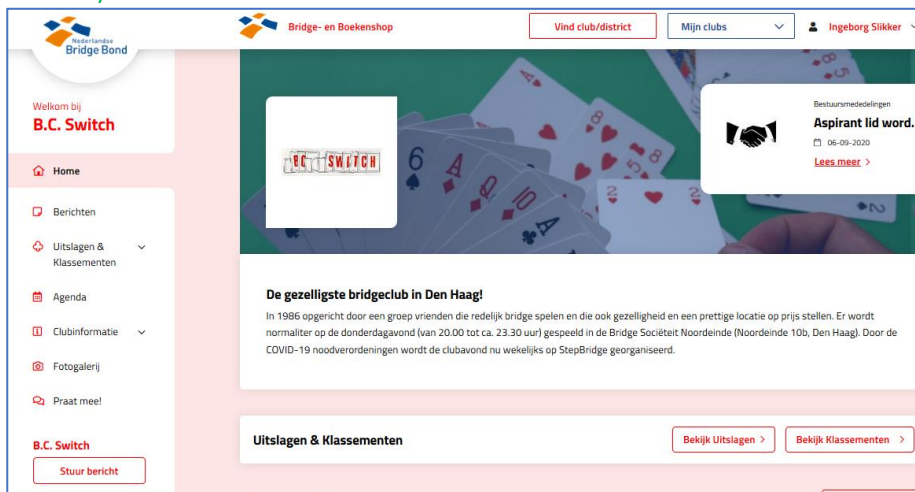 Nederlandse
Bridge Bond
Bridge- en Boekenshop
Vind club/district
Mijn clubs
Ingeborg Slikker
Welkom bij
B.C. Switch
Home
Berichten
Uitslagen &
Klassementen
Agenda
Clubinformatie
Fotogalerij
Praat mee!
B.C. Switch
Stuur bericht
BC SWITCH
Bestuursmededelingen
Aspirant lid word.
06-09-2020
Lees meer >
De gezelligste bridgeclub in Den Haag!
In 1986 opgericht door een groep vrienden die redelijk bridge spelen en die ook gezelligheid en een prettige locatie op prijs stellen. Er wordt
normaliter op de donderdagavond (van 20.00 tot ca. 23.30 uur) gespeeld in de Bridge Sociëteit Noordeinde (Noordeinde 10b, Den Haag). Door de
COVID-19 noodverordeningen wordt de clubavond nu wekelijks op StepBridge georganiseerd.
Uitslagen & Klassementen
Bekijk Uitslagen >
Bekijk Klassementen >